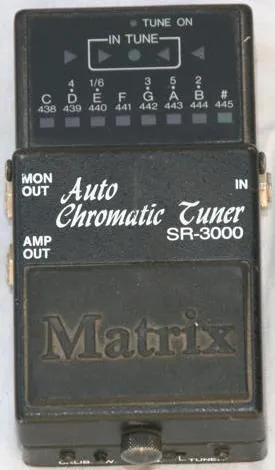 TUNE ON
IN TUNE
4 1/6 3 5 2
C D E F G A B #
438 439 440 441 442 443 444 445
MON OUT
IN
Auto
Chromatic Tuner
SR-3000
AMP OUT
Matrix